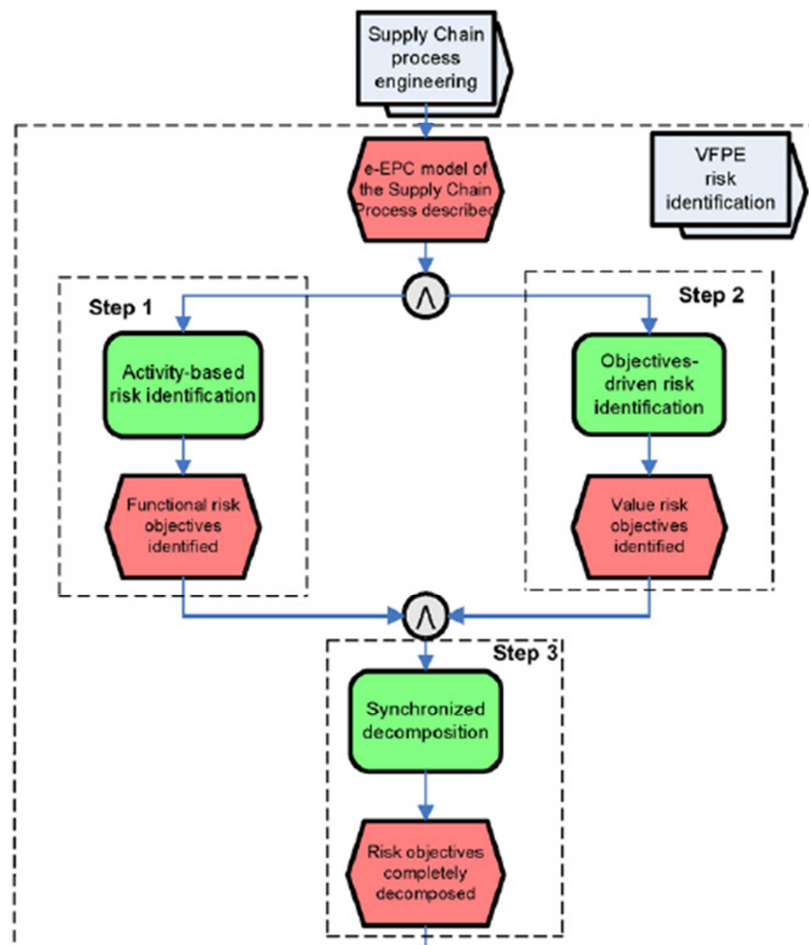 Supply Chain
process
engineering
e-EPC model of
the Supply Chain
Process described
VFPE
risk
identification
Step 1
Step 2
Activity-based
risk identification
Objectives-
driven risk
identification
Functional risk
objectives
identified
Value risk
objectives
identified
Step 3
Synchronized
decomposition
Risk objectives
completely
decomposed